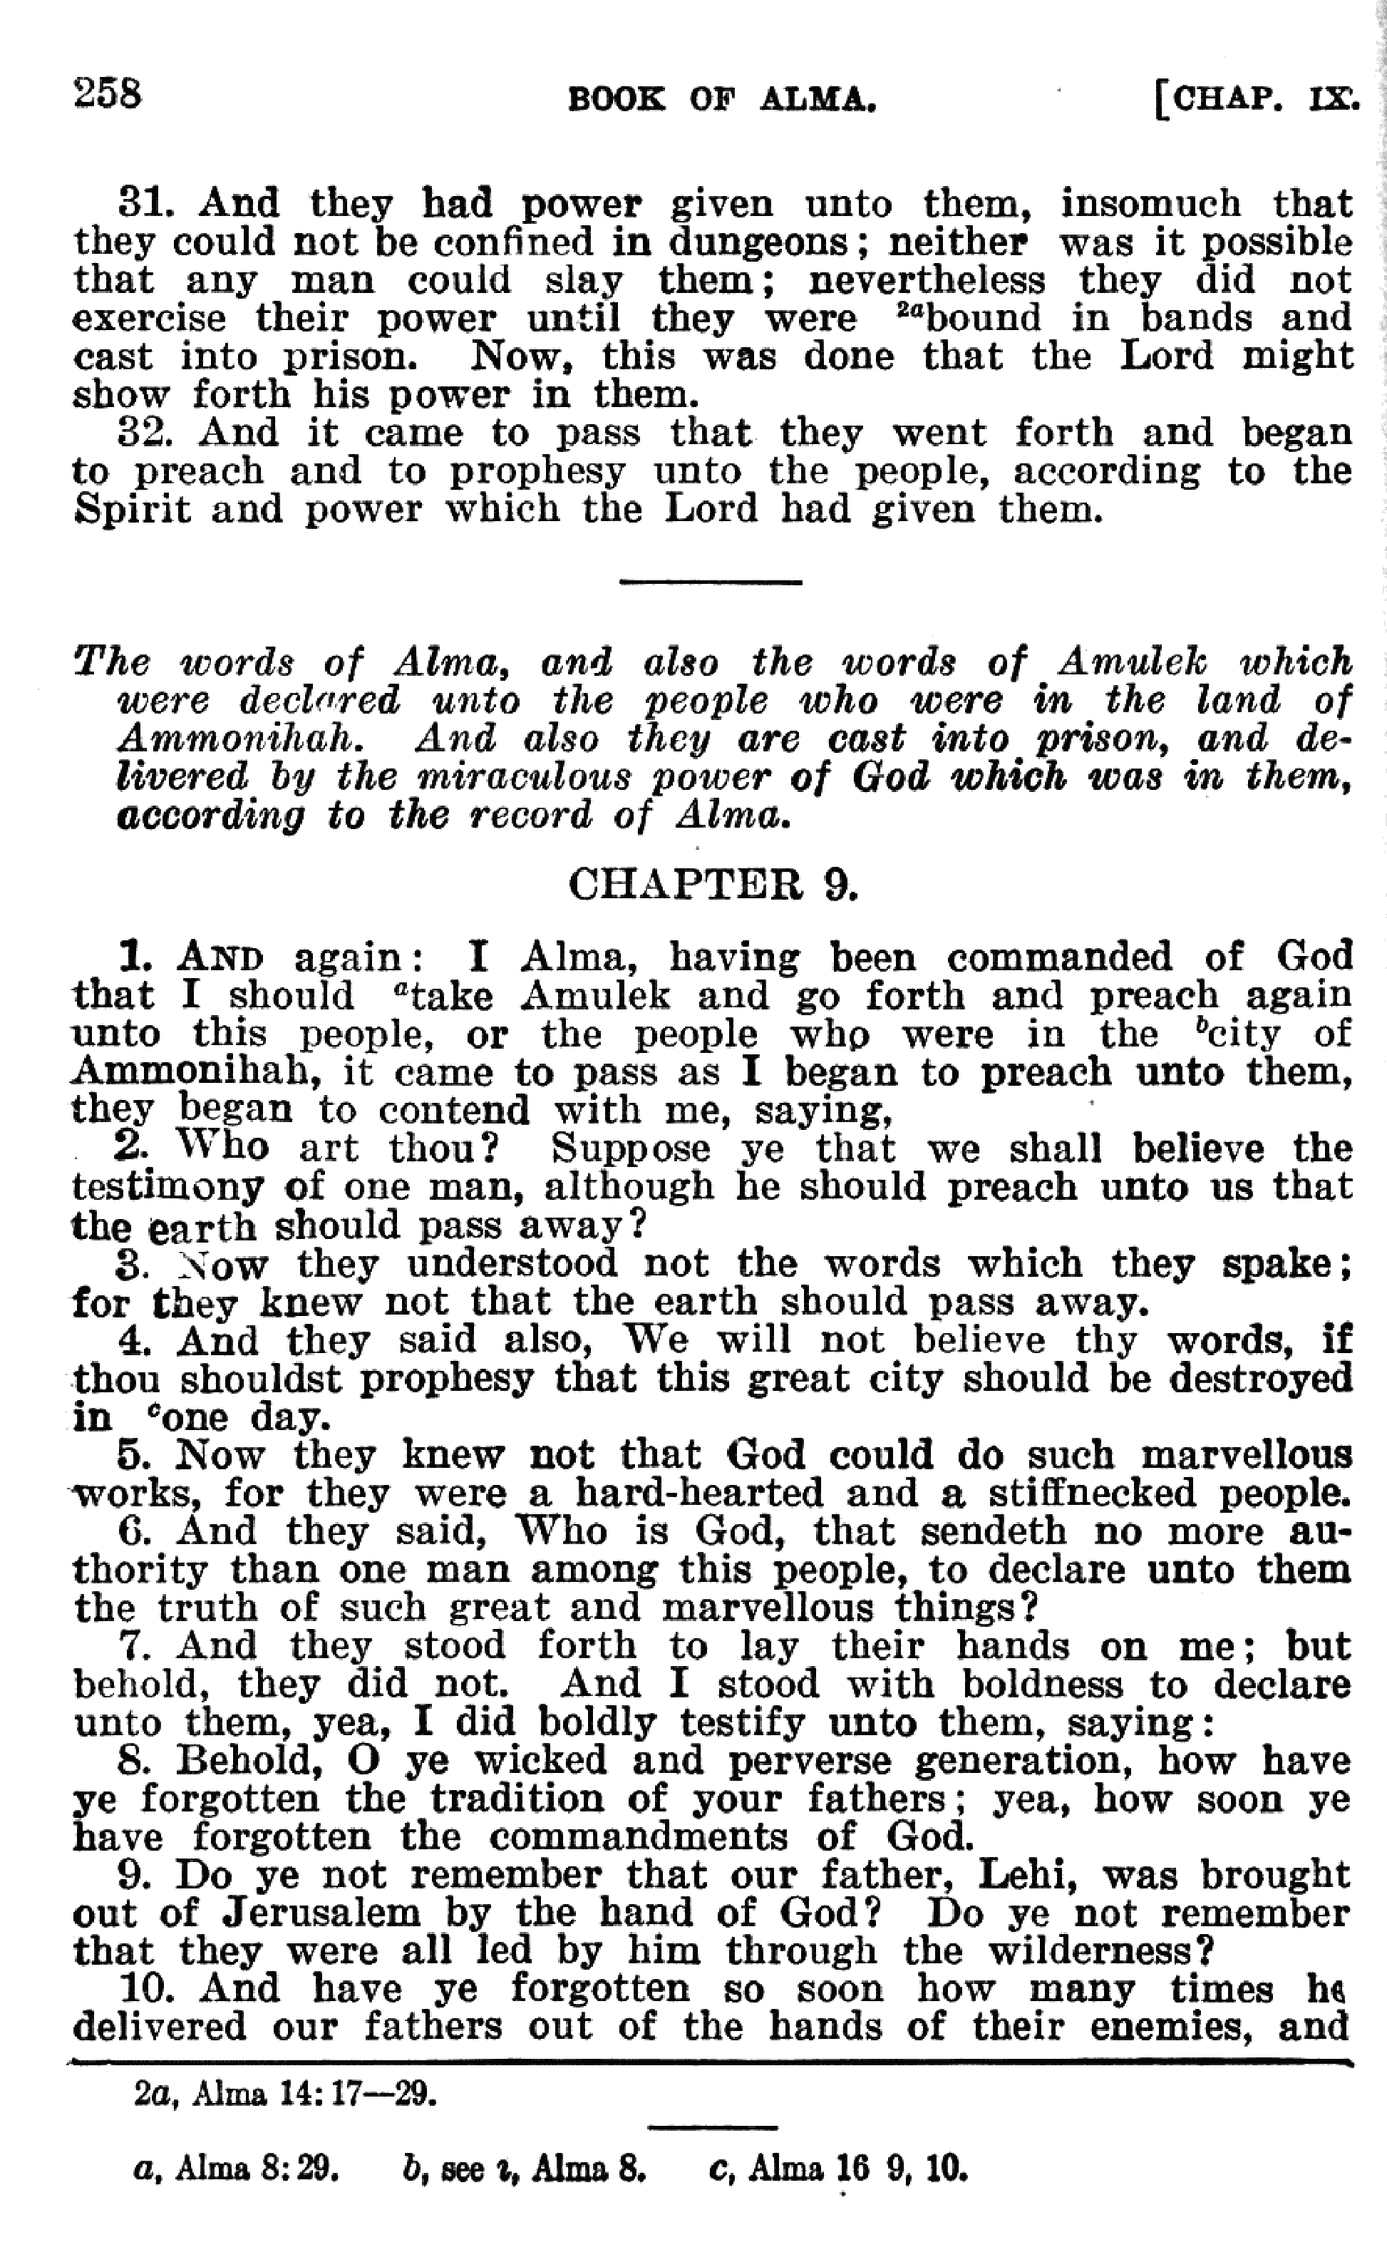 258 BOOK OF ALMA. [CHAP. IX.
31. And they had power given unto them, insomuch that
they could not be confined in dungeons; neither was it possible
that any man could slay them; nevertheless they did not
exercise their power until they were 2abound in bands and
cast into prison. Now, this was done that the Lord might
show forth his power in them.
32. And it came to pass that they went forth and began
to preach and to prophesy unto the people, according to the
Spirit and power which the Lord had given them.
The words of Alma, and also the words of Amulek which
were declared unto the people who were in the land of
Ammonihah. And also they are cast into prison, and de-
livered by the miraculous power of God which was in them,
according to the record of Alma.
CHAPTER 9.
1. AND again: I Alma, having been commanded of God
that I should atake Amulek and go forth and preach again
unto this people, or the people who were in the bcity of
Ammonihah, it came to pass as I began to preach unto them,
they began to contend with me, saying,
2. Who art thou? Suppose ye that we shall believe the
testimony of one man, although he should preach unto us that
the earth should pass away?
3. Now they understood not the words which they spake;
for they knew not that the earth should pass away.
4. And they said also, We will not believe thy words, if
thou shouldst prophesy that this great city should be destroyed
in cone day.
5. Now they knew not that God could do such marvellous
works, for they were a hard-hearted and a stiffnecked people.
6. And they said, Who is God, that sendeth no more au-
thority than one man among this people, to declare unto them
the truth of such great and marvellous things?
7. And they stood forth to lay their hands on me; but
behold, they did not. And I stood with boldness to declare
unto them, yea, I did boldly testify unto them, saying:
8. Behold, O ye wicked and perverse generation, how have
ye forgotten the tradition of your fathers; yea, how soon ye
have forgotten the commandments of God.
9. Do ye not remember that our father, Lehi, was brought
out of Jerusalem by the hand of God? Do ye not remember
that they were all led by him through the wilderness?
10. And have ye forgotten so soon how many times he
delivered our fathers out of the hands of their enemies, and
2a, Alma 14: 17—29.
a, Alma 8: 29. b, see ı, Alma 8. c, Alma 16 9, 10.